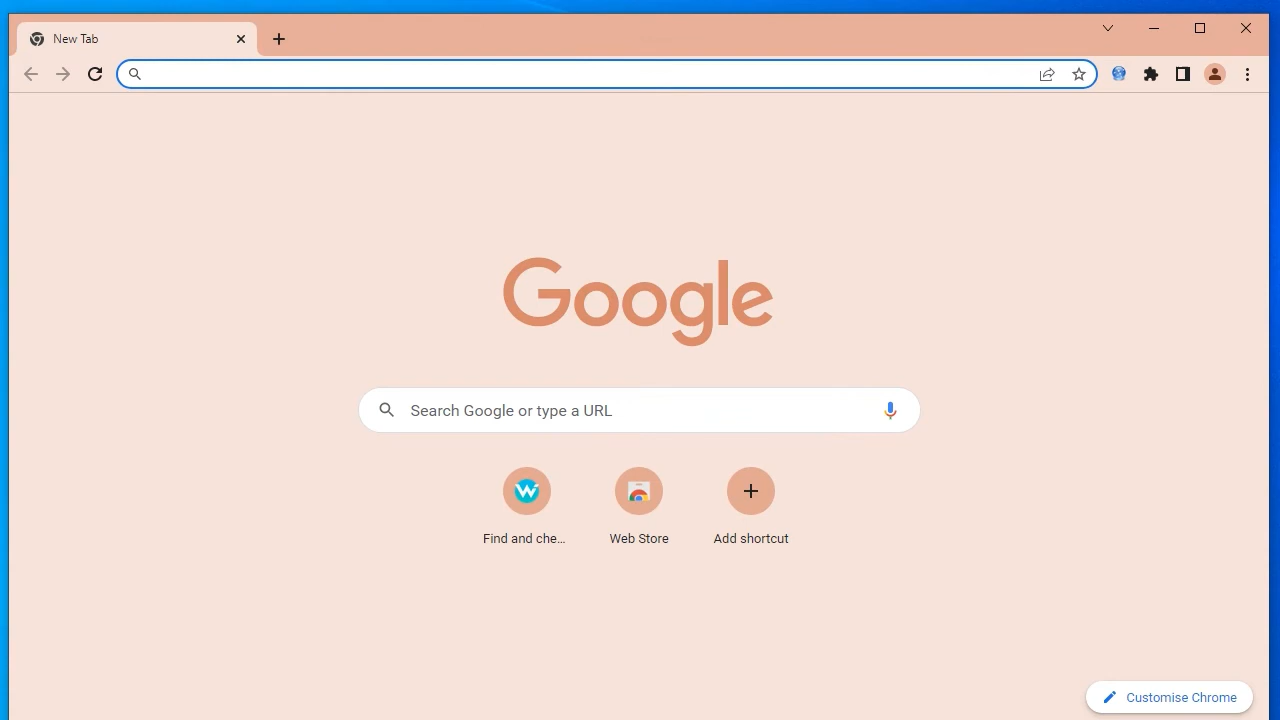 New Tab
Google
Search Google or type a URL
Find and che...
Web Store
Add shortcut
Customise Chrome